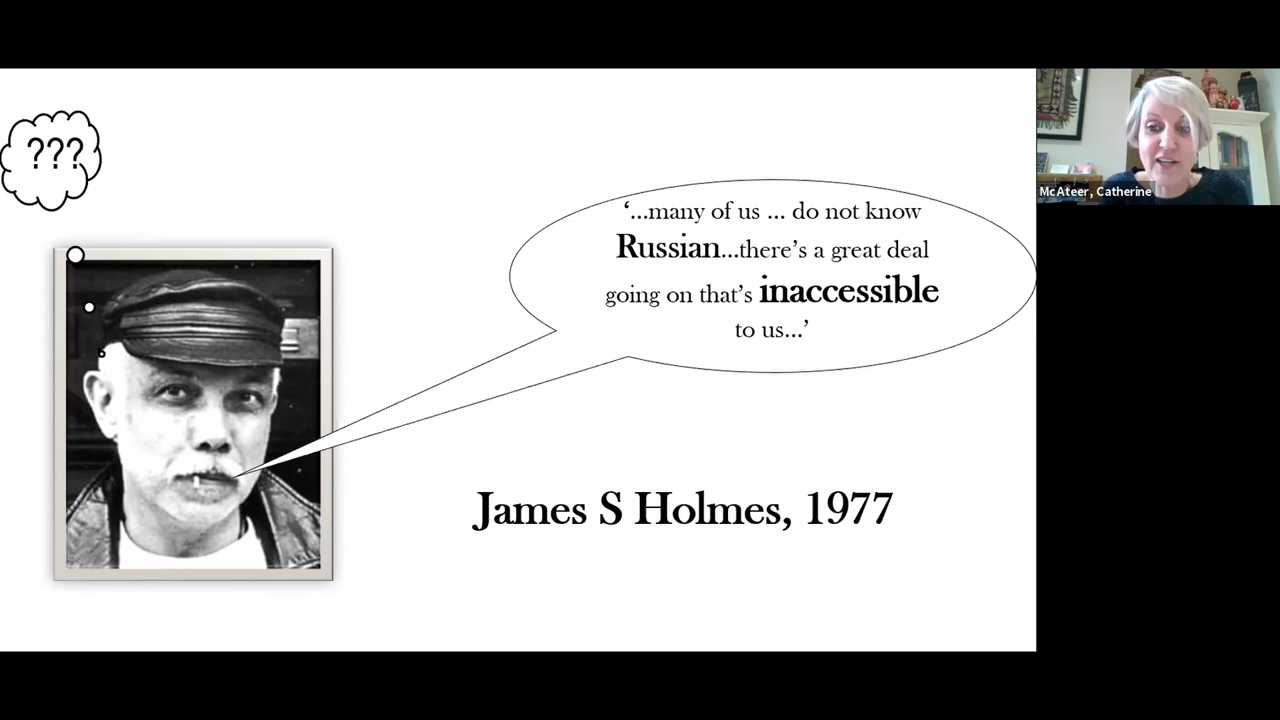 ???
‘...many of us ... do not know
Russian...there’s a great deal
going on that’s inaccessible
to us...’
James S Holmes, 1977
McAteer, Catherine